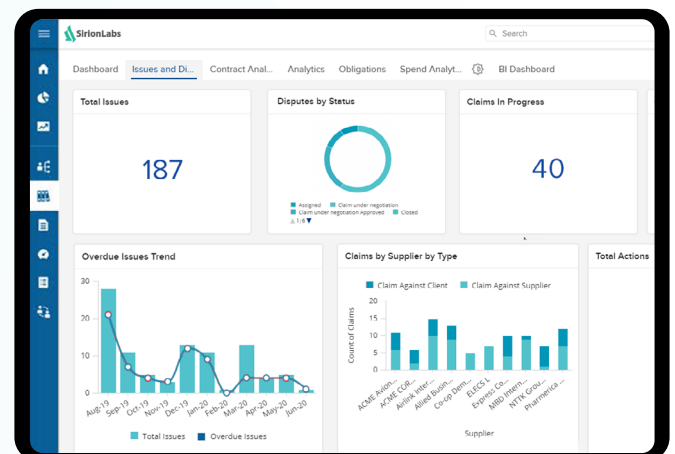 SirionLabs
Search
Dashboard Issues and Di... Contract Anal... Analytics Obligations Spend Analyt... BI Dashboard
Total Issues
187
Disputes by Status
Assigned Claim under negotiation
Claim under negotiation Approved Closed
1/6
Claims In Progress
40
Overdue Issues Trend
30
20
10
0
Aug-19 Sep-19 Oct-19 Nov-19 Dec-19 Jan-20 Feb-20 Mar-20 Apr-20 May-20 Jun-20
Total Issues Overdue Issues
Claims by Supplier by Type
Claim Against Client Claim Against Supplier
Count of Claims
20
15
10
5
0
ACME Axion... ACME COR... Airlink Inter... Allied Busin... Co-op Dem... ELECS L Express Co... MBD Intern... NTTK Grou... Pharmerica ...
Supplier
Total Actions